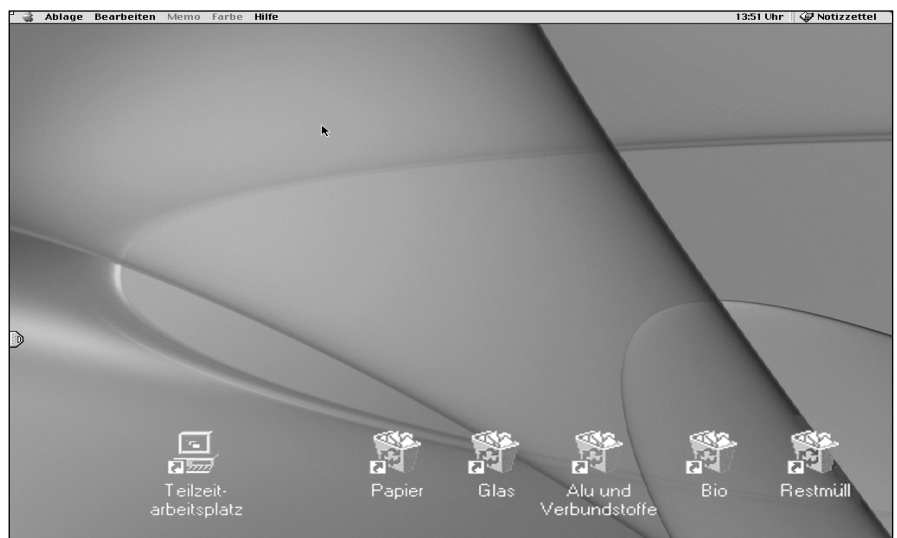 Ablage Bearbeiten Memo Farbe Hilfe 13:51 Uhr Notizzettel
Teilzeit-
arbeitsplatz
Papier
Glas
Alu und
Verbundstoffe
Bio
Restmüll